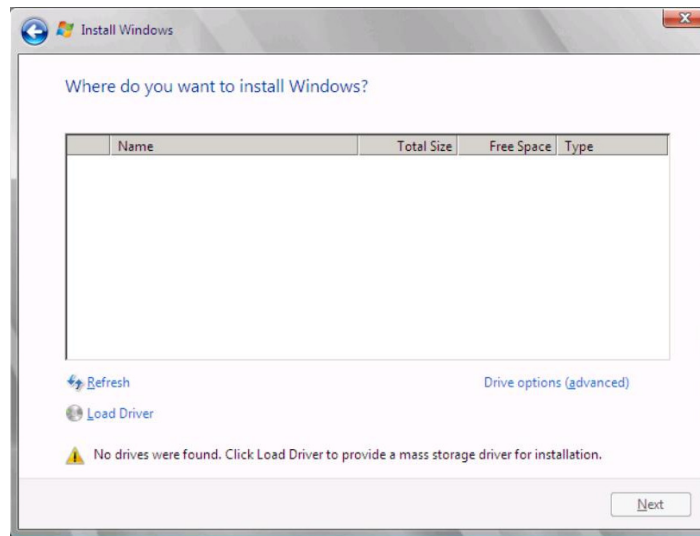 Install Windows
Where do you want to install Windows?
Name Total Size Free Space Type
Refresh Drive options (advanced)
Load Driver
No drives were found. Click Load Driver to provide a mass storage driver for installation.
Next